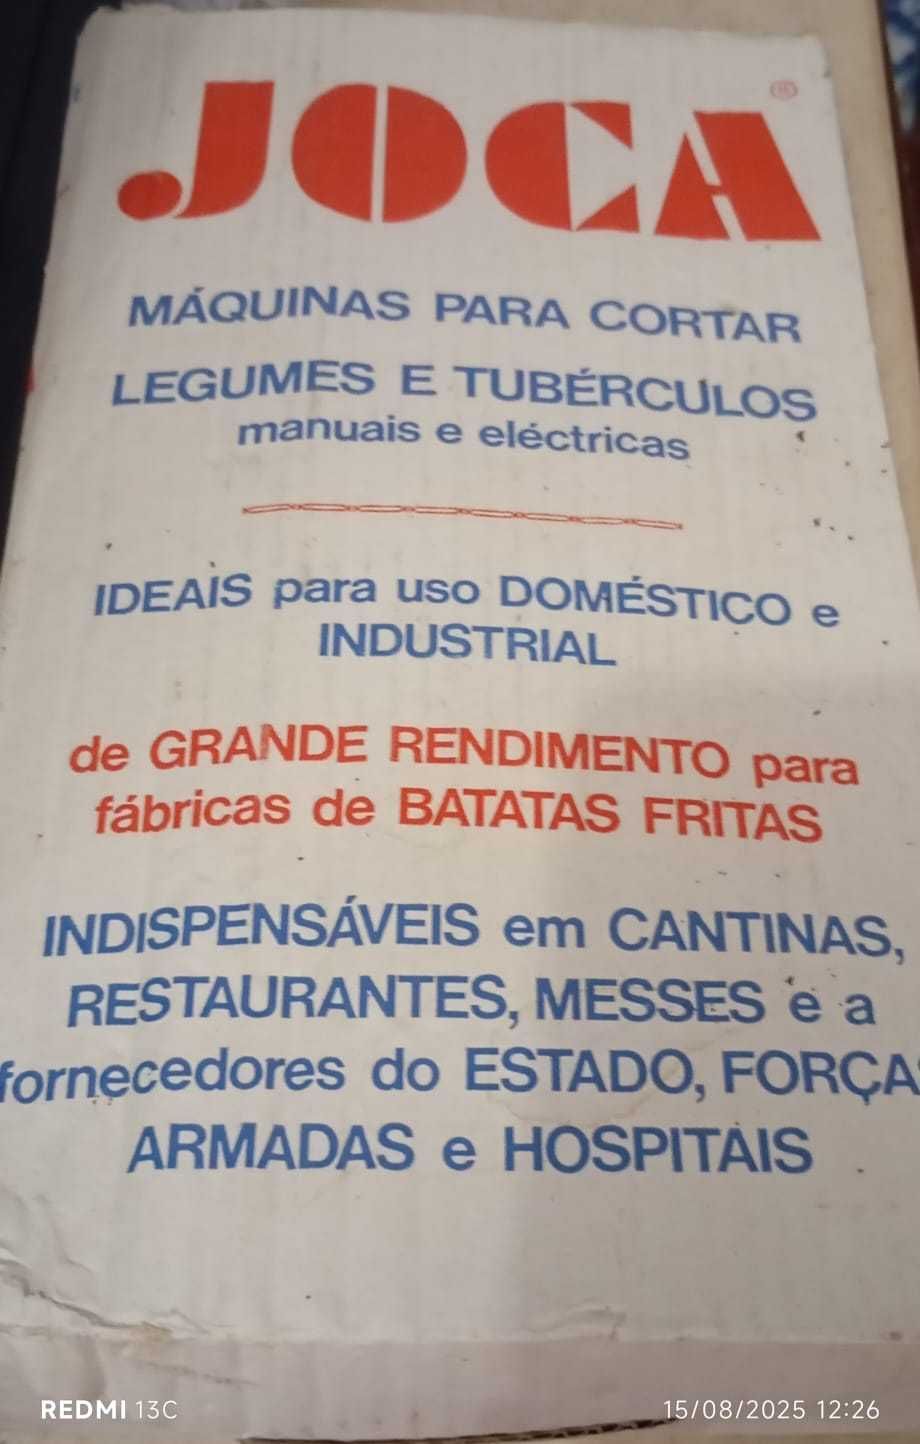 JOCA®
MÁQUINAS PARA CORTAR
LEGUMES E TUBÉRCULOS
manuais e eléctricas
IDEAIS para uso DOMÉSTICO e
INDUSTRIAL
de GRANDE RENDIMENTO para
fábricas de BATATAS FRITAS
INDISPENSÁVEIS em CANTINAS,
RESTAURANTES, MESSES e a
fornecedores do ESTADO, FORÇAS
ARMADAS e HOSPITAIS
REDMI 13C
15/08/2025 12:26